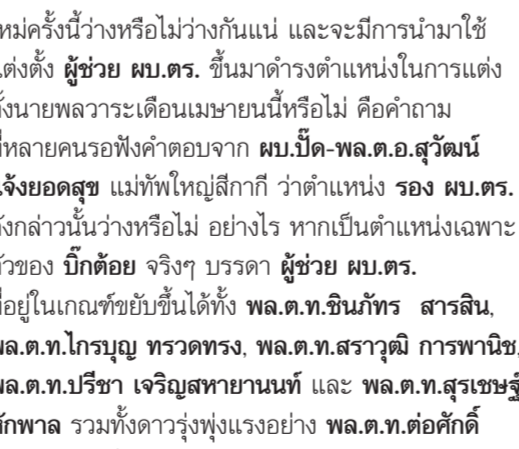 ใหม่ครั้งนี้ว่างหรือไม่ว่างกันแน่ และจะมีการนำมาใช้
แต่งตั้ง ผู้ช่วย ผบ.ตร. ขึ้นมาดำรงตำแหน่งในการแต่ง
ตั้งนายพลวาระเดือนเมษายนนี้หรือไม่ คือคำถาม
ที่หลายคนรอฟังคำตอบจาก ผบ.ปั๊ด-พล.ต.อ.สุวัฒน์
แจ้งยอดสุข แม่ทัพใหญ่สีกากี ว่าตำแหน่ง รอง ผบ.ตร.
ดังกล่าวนั้นว่างหรือไม่ อย่างไร หากเป็นตำแหน่งเฉพาะ
ตัวของ บิ๊กต้อย จริงๆ บรรดา ผู้ช่วย ผบ.ตร.
ที่อยู่ในเกณฑ์ขยับขึ้นได้ทั้ง พล.ต.ท.ชินภัทร สารสิน,
พล.ต.ท.ไกรบุญ ทรวดทรง, พล.ต.ท.สราวุฒิ การพานิช,
พล.ต.ท.ปรีชา เจริญสหายานนท์ และ พล.ต.ท.สุรเชษฐ์
หักพาล รวมทั้งดาวรุ่งพุ่งแรงอย่าง พล.ต.ท.ต่อศักดิ์